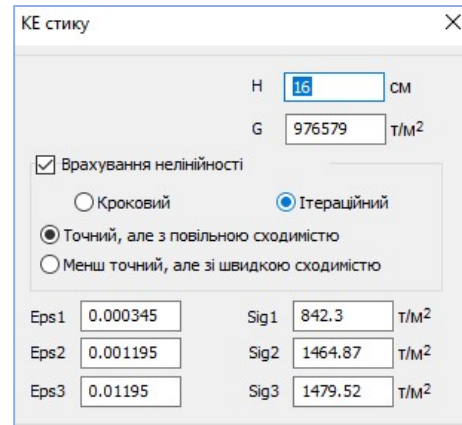 КЕ стику
H 16 см
G 976579 т/м²
Врахування нелінійності
Кроковий Ітераційний
Точний, але з повільною сходимістю
Менш точний, але зі швидкою сходимістю
Eps1 0.000345 Sig1 842.3 т/м²
Eps2 0.001195 Sig2 1464.87 т/м²
Eps3 0.01195 Sig3 1479.52 т/м²